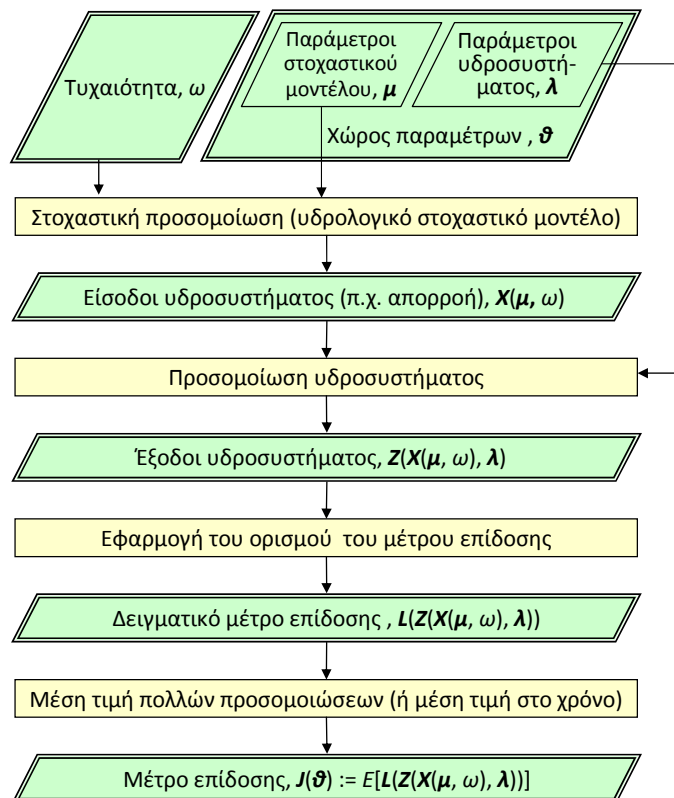 Τυχαιότητα, ω
Παράμετροι
στοχαστικού
μοντέλου, μ
Παράμετροι
υδροσυστή-
ματος, λ
Χώρος παραμέτρων , θ
Στοχαστική προσομοίωση (υδρολογικό στοχαστικό μοντέλο)
Είσοδοι υδροσυστήματος (π.χ. απορροή), X(μ, ω)
Προσομοίωση υδροσυστήματος
Έξοδοι υδροσυστήματος, Z(X(μ, ω), λ)
Εφαρμογή του ορισμού του μέτρου επίδοσης
Δειγματικό μέτρο επίδοσης , L(Z(X(μ, ω), λ))
Μέση τιμή πολλών προσομοιώσεων (ή μέση τιμή στο χρόνο)
Μέτρο επίδοσης, J(θ) := E[L(Z(X(μ, ω), λ))]